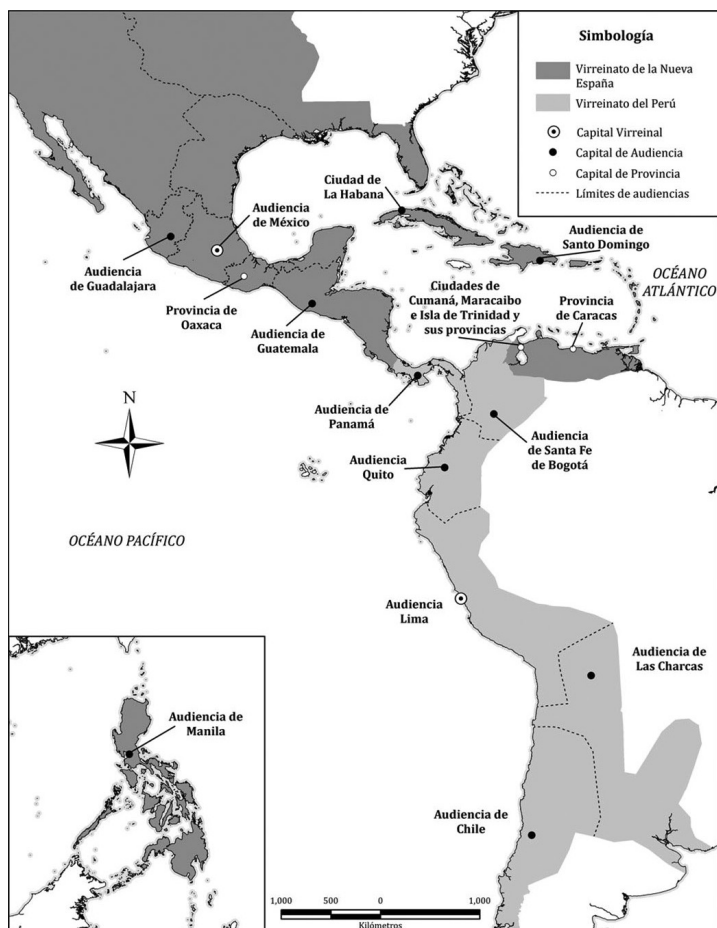 Simbología
Virreinato de la Nueva
España
Virreinato del Perú
Capital Virreinal
Capital de Audiencia
Capital de Provincia
Límites de audiencias
Ciudad de
La Habana
Audiencia
de México
Audiencia de
Santo Domingo
OCÉANO
ATLÁNTICO
Audiencia
de Guadalajara
Ciudades de
Cumaná, Maracaibo
e Isla de Trinidad y
sus provincias
Provincia
de Caracas
Provincia de
Oaxaca
Audiencia de
Guatemala
N
Audiencia de
Panamá
Audiencia
de Santa Fe
de Bogotá
Audiencia
Quito
OCÉANO PACÍFICO
Audiencia
Lima
Audiencia de
Las Charcas
Audiencia de
Manila
Audiencia de
Chile
1,000 500 0 1,000
Kilómetros